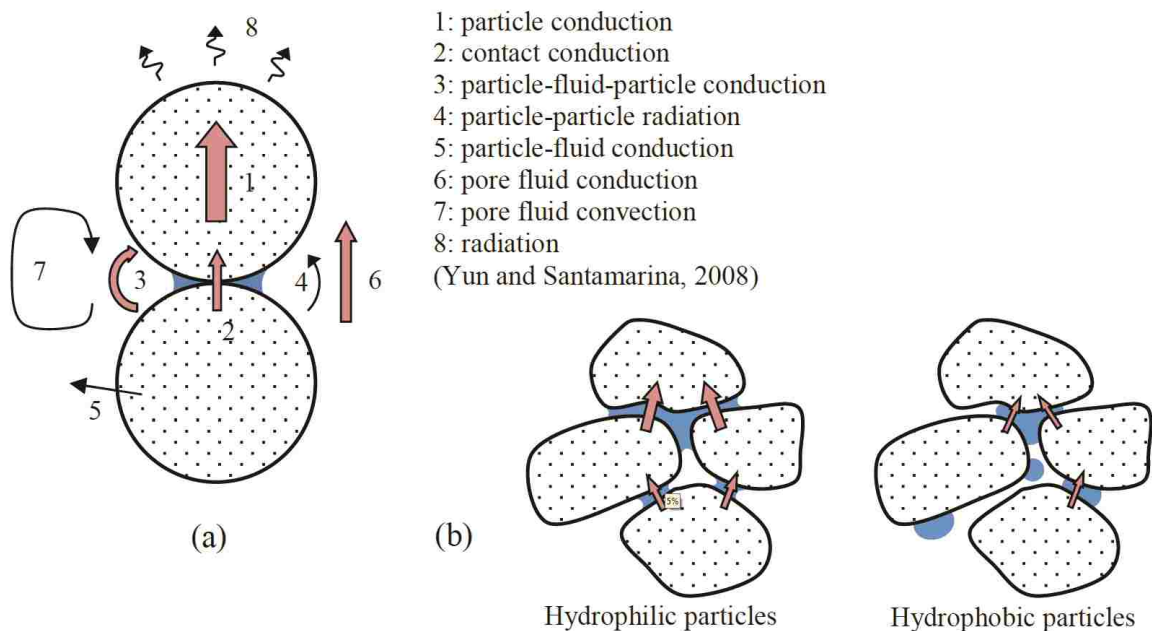 8
1
7
3
4
6
2
5
(a)
1: particle conduction
2: contact conduction
3: particle-fluid-particle conduction
4: particle-particle radiation
5: particle-fluid conduction
6: pore fluid conduction
7: pore fluid convection
8: radiation
(Yun and Santamarina, 2008)
(b)
5%
Hydrophilic particles
Hydrophobic particles